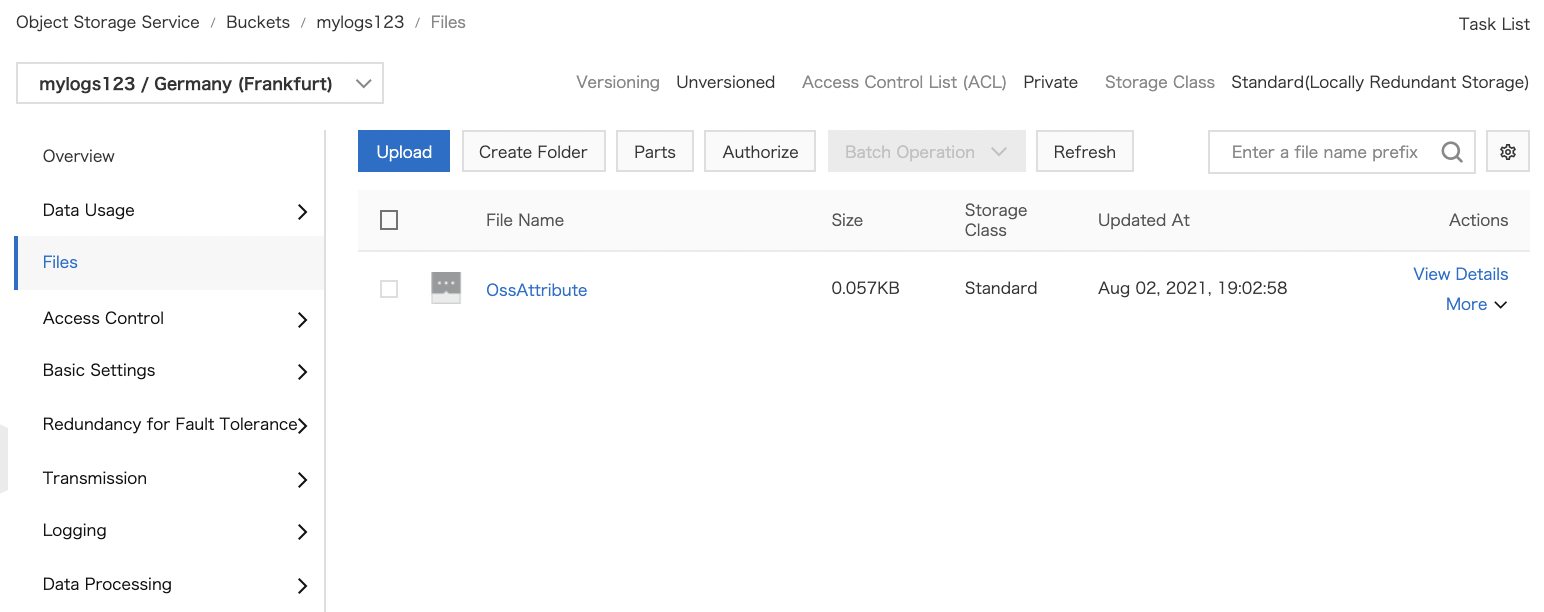 Object Storage Service / Buckets / mylogs123 / Files
Task List
mylogs123 / Germany (Frankfurt)
Versioning Unversioned Access Control List (ACL) Private Storage Class Standard(Locally Redundant Storage)
Overview
Data Usage
Files
Access Control
Basic Settings
Redundancy for Fault Tolerance
Transmission
Logging
Data Processing
Upload Create Folder Parts Authorize Batch Operation Refresh Enter a file name prefix
File Name Size Storage Class Updated At Actions
OssAttribute 0.057KB Standard Aug 02, 2021, 19:02:58 View Details
More